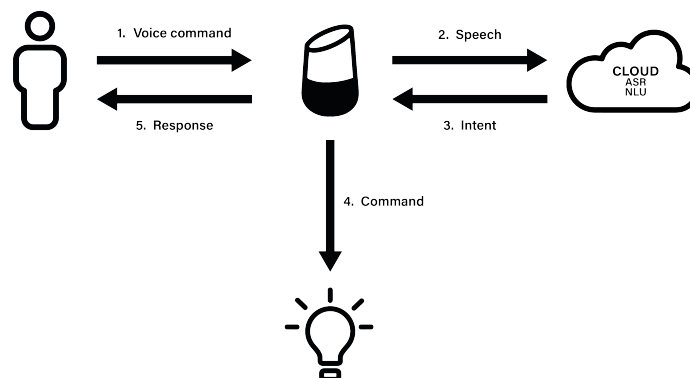 1. Voice command
2. Speech
CLOUD
ASR
NLU
5. Response
3. Intent
4. Command